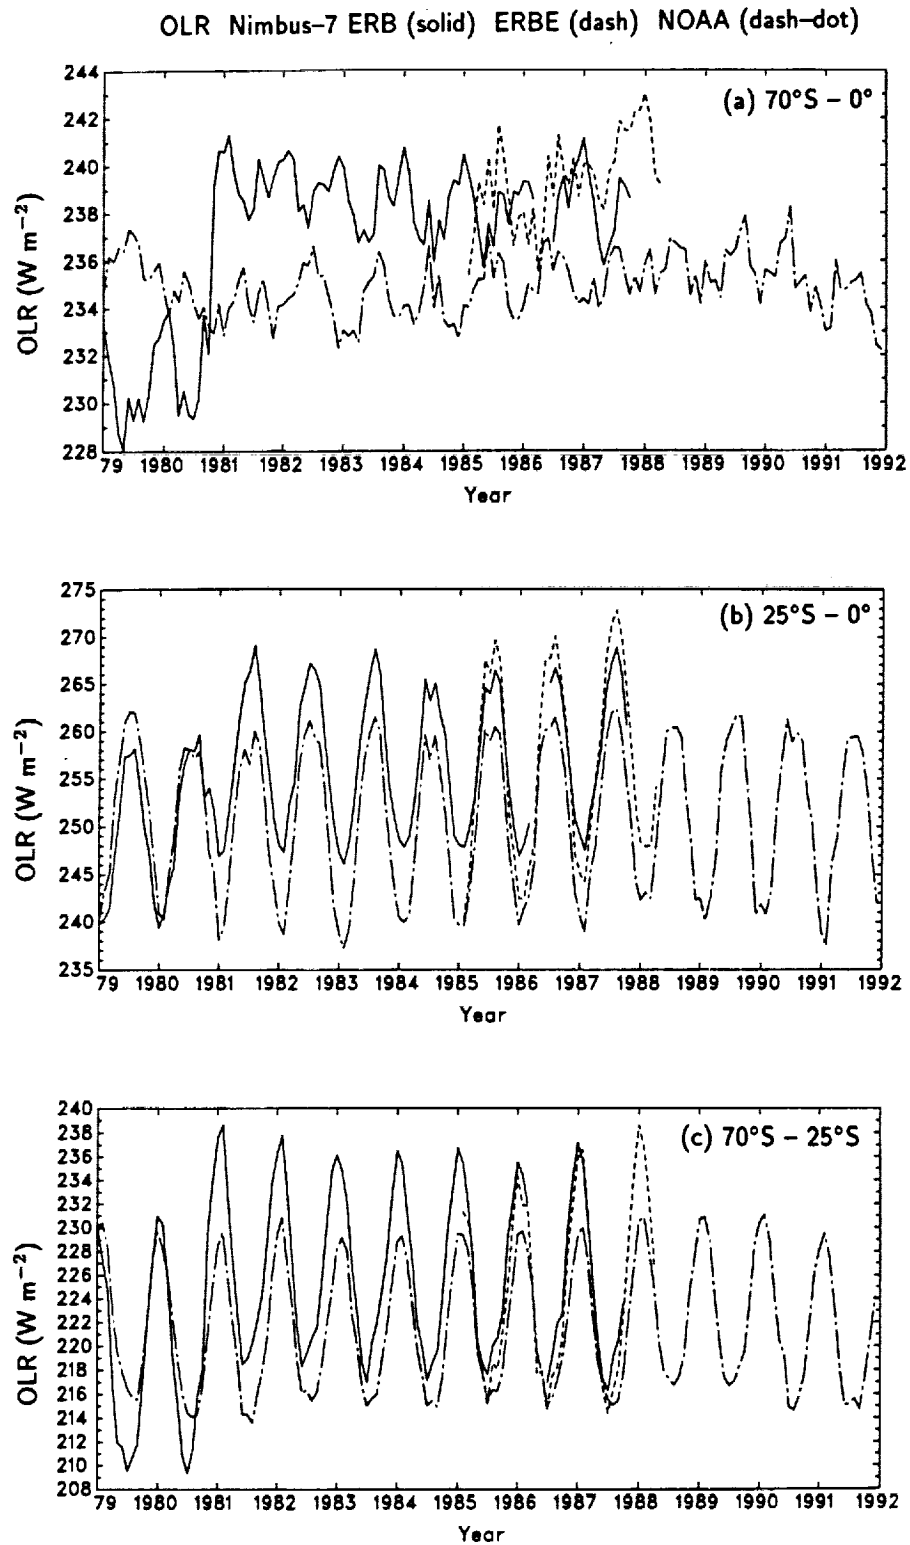 OLR Nimbus–7 ERB (solid) ERBE (dash) NOAA (dash–dot)
(a) 70°S – 0°
OLR (W m⁻²)
244
242
240
238
236
234
232
230
228
79 1980 1981 1982 1983 1984 1985 1986 1987 1988 1989 1990 1991 1992
Year
(b) 25°S – 0°
OLR (W m⁻²)
275
270
265
260
255
250
245
240
235
79 1980 1981 1982 1983 1984 1985 1986 1987 1988 1989 1990 1991 1992
Year
(c) 70°S – 25°S
OLR (W m⁻²)
240
238
236
234
232
230
228
226
224
222
220
218
216
214
212
210
208
79 1980 1981 1982 1983 1984 1985 1986 1987 1988 1989 1990 1991 1992
Year